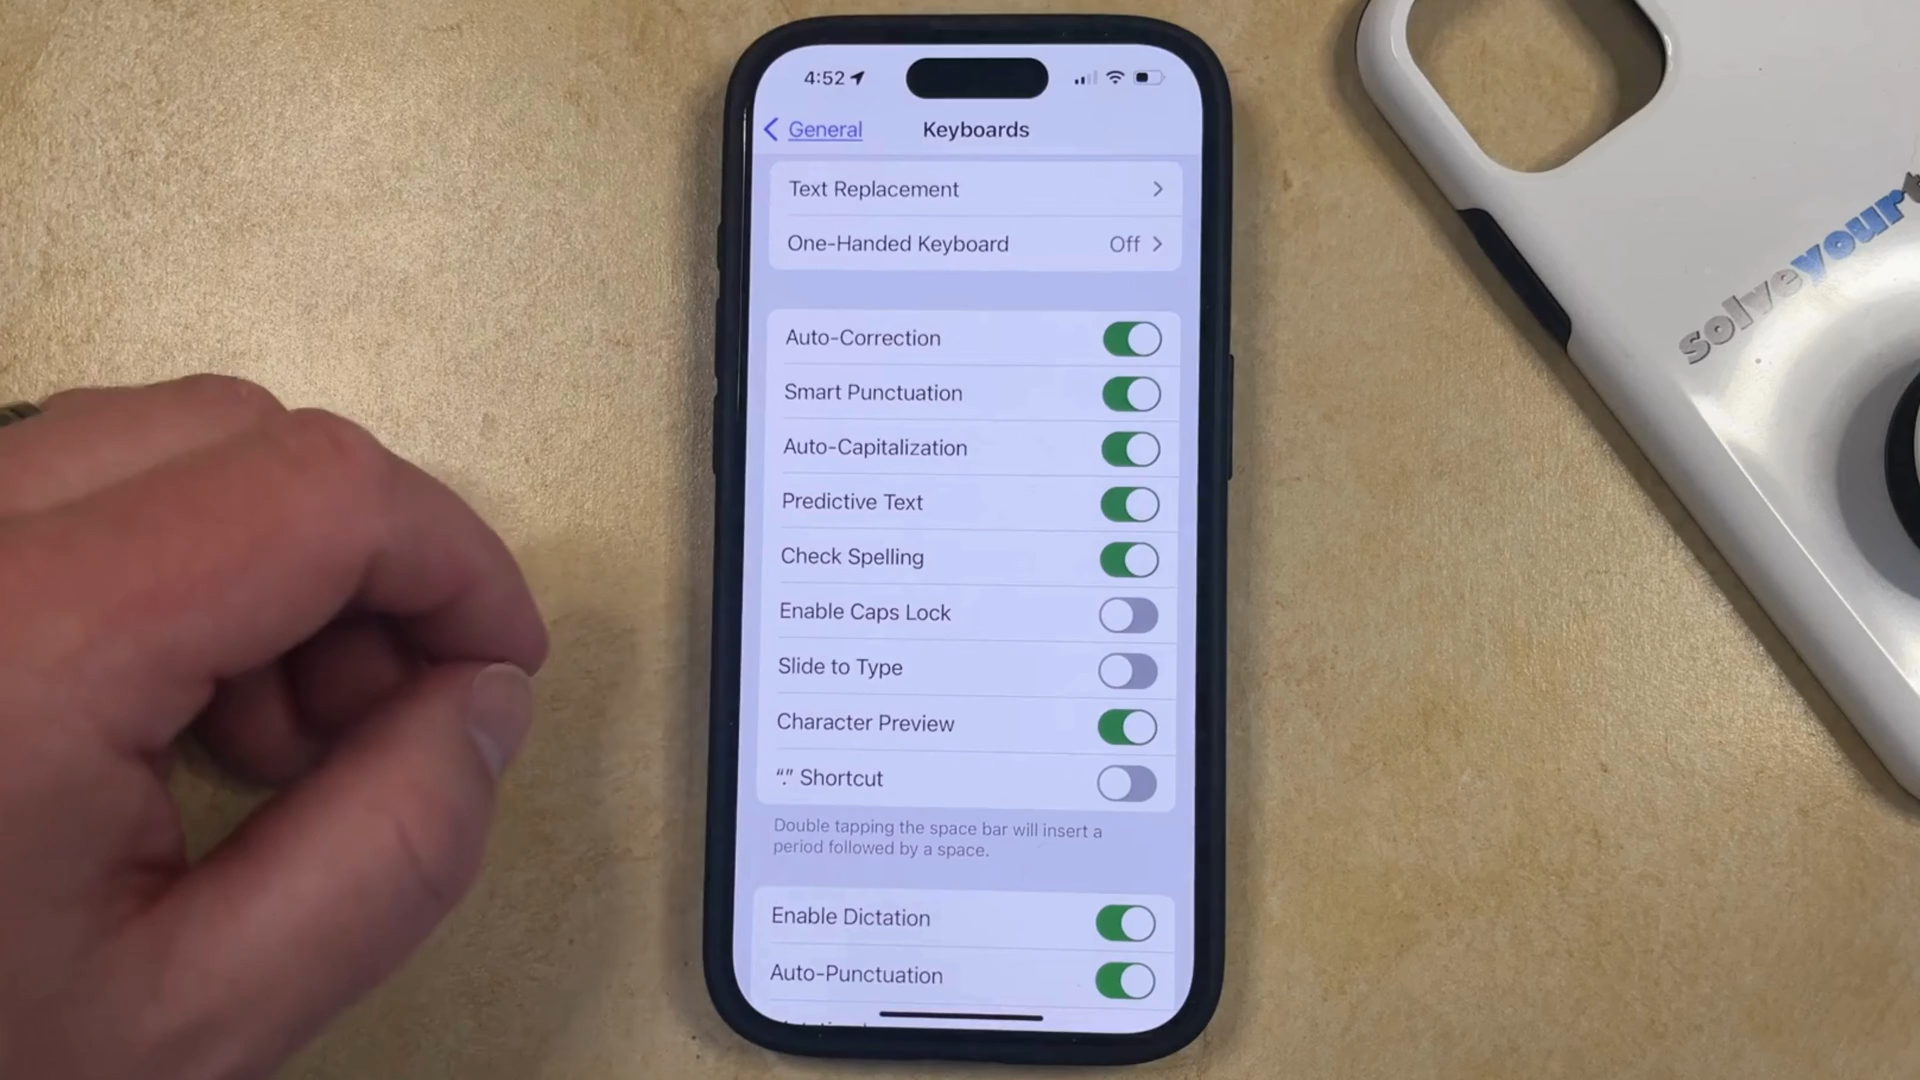 4:52
General
Keyboards
Text Replacement
One-Handed Keyboard
Off
Auto-Correction
Smart Punctuation
Auto-Capitalization
Predictive Text
Check Spelling
Enable Caps Lock
Slide to Type
Character Preview
“.” Shortcut
Double tapping the space bar will insert a
period followed by a space.
Enable Dictation
Auto-Punctuation
solveyourt